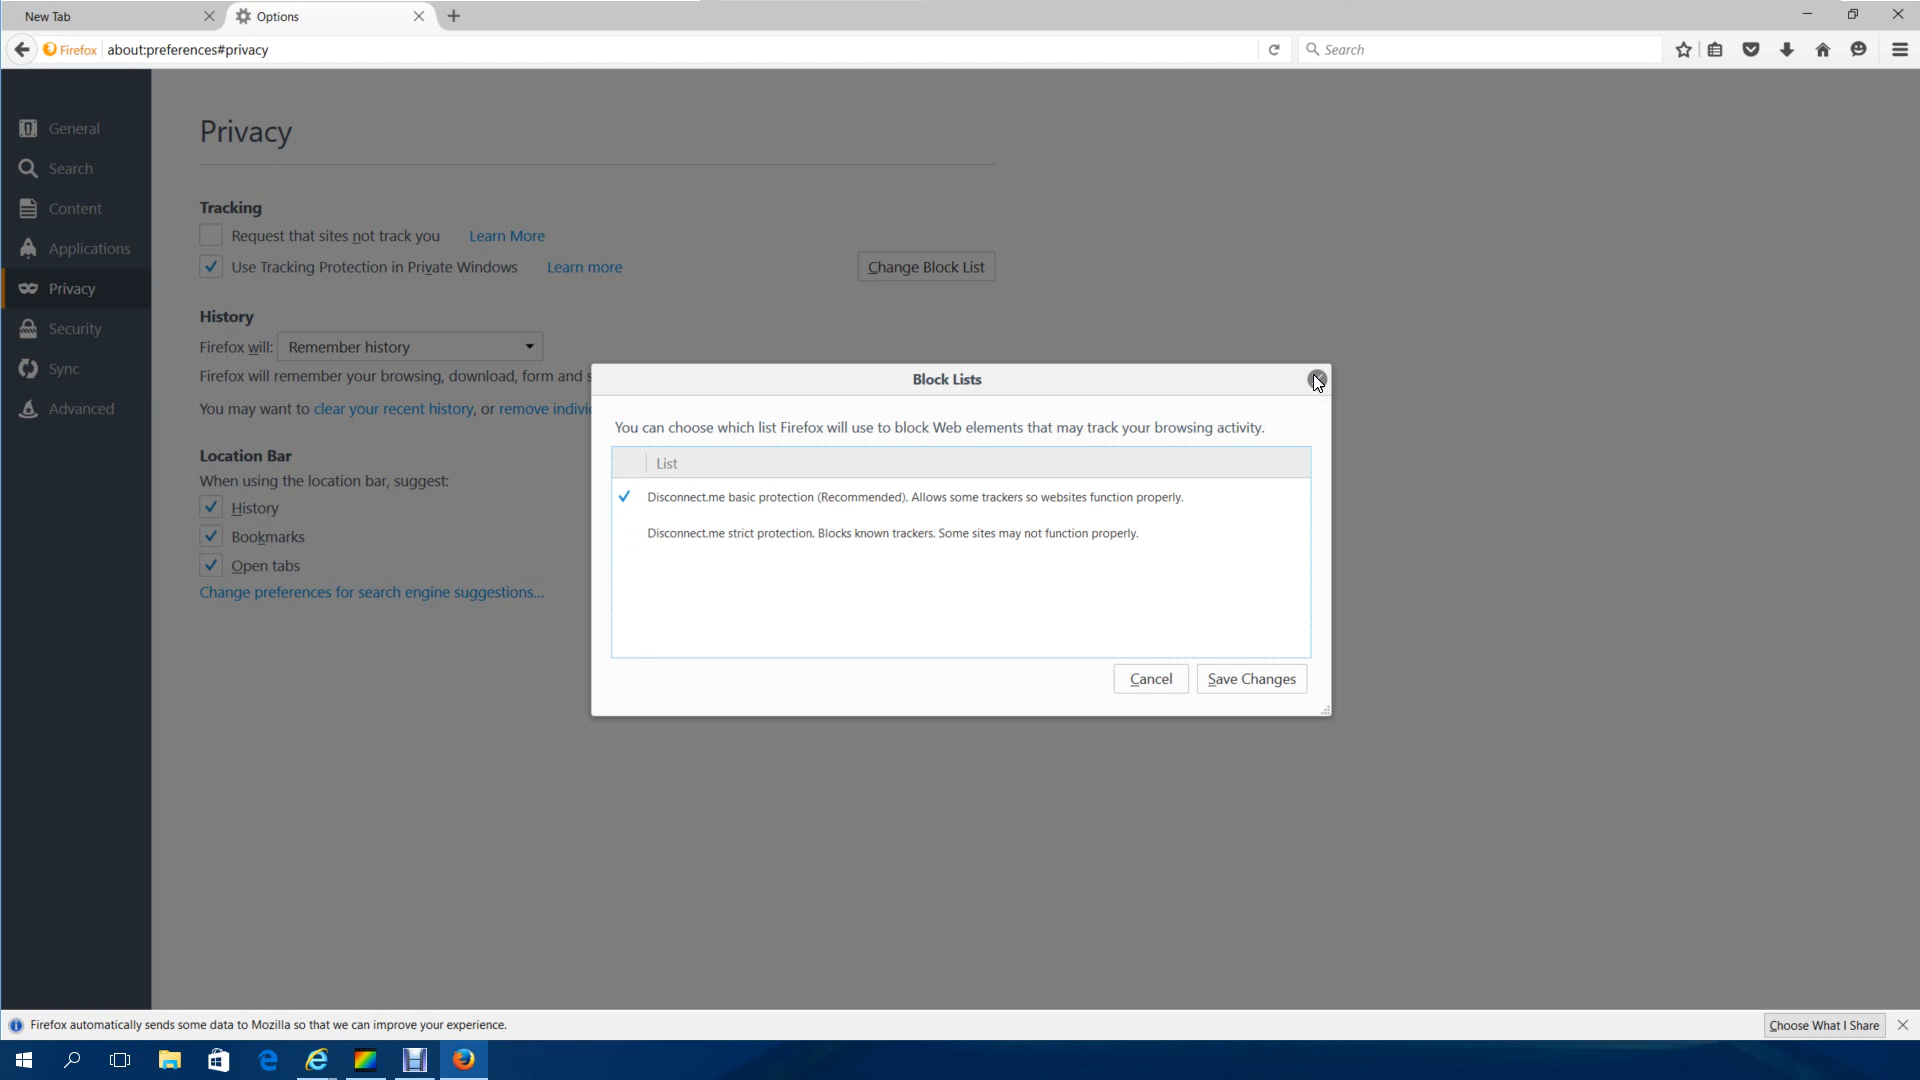 New Tab
Options
Firefox
about:preferences#privacy
Search
General
Search
Content
Applications
Privacy
Security
Sync
Advanced
Privacy
Tracking
Request that sites not track you Learn More
Use Tracking Protection in Private Windows Learn more
Change Block List
History
Firefox will: Remember history
Firefox will remember your browsing, download, form and s
You may want to clear your recent history, or remove indivi
Location Bar
When using the location bar, suggest:
History
Bookmarks
Open tabs
Change preferences for search engine suggestions...
Block Lists
You can choose which list Firefox will use to block Web elements that may track your browsing activity.
List
Disconnect.me basic protection (Recommended). Allows some trackers so websites function properly.
Disconnect.me strict protection. Blocks known trackers. Some sites may not function properly.
Cancel
Save Changes
Firefox automatically sends some data to Mozilla so that we can improve your experience.
Choose What I Share